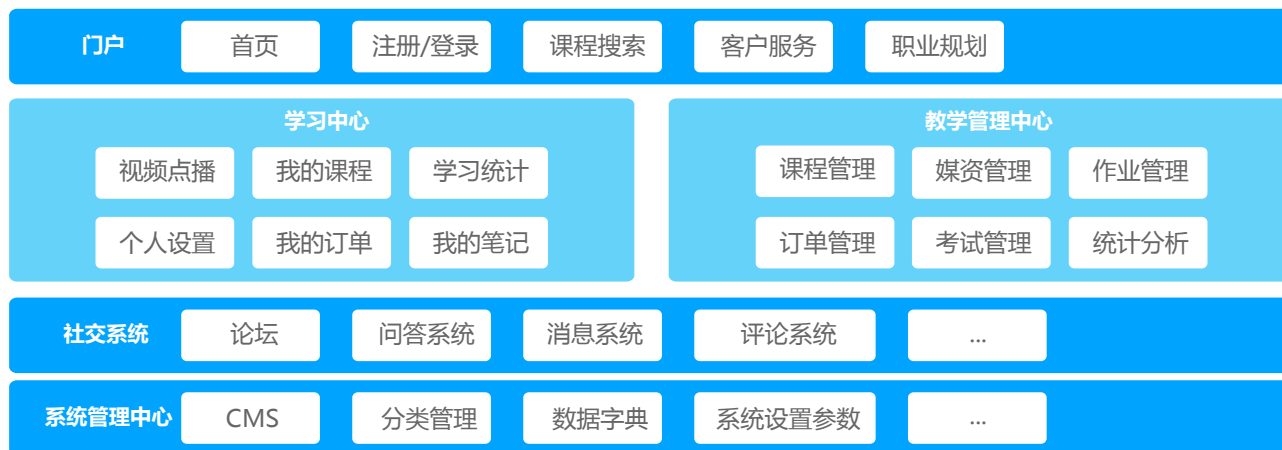 门户 首页 注册/登录 课程搜索 客户服务 职业规划
学习中心
视频点播 我的课程 学习统计
个人设置 我的订单 我的笔记
教学管理中心
课程管理 媒资管理 作业管理
订单管理 考试管理 统计分析
社交系统 论坛 问答系统 消息系统 评论系统 ...
系统管理中心 CMS 分类管理 数据字典 系统设置参数 ...